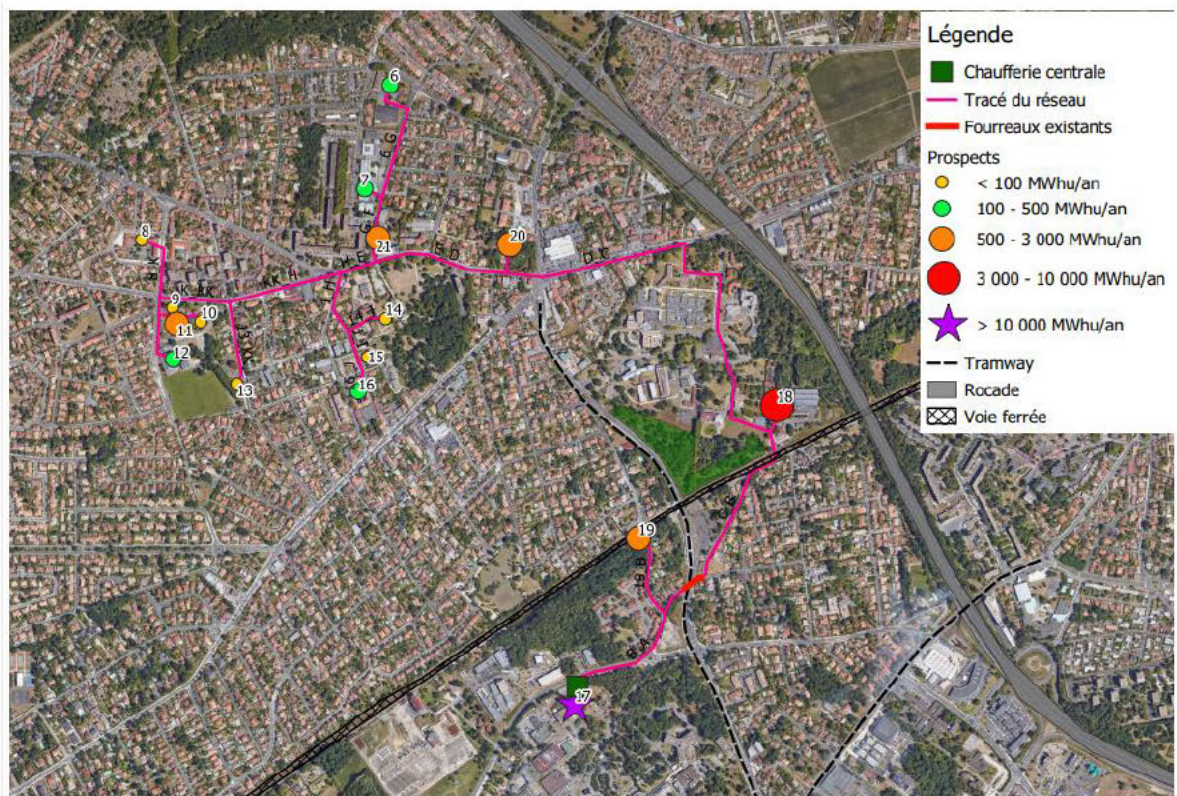 Légende
Chaufferie centrale
Tracé du réseau
Fourreaux existants
Prospects
< 100 MWhu/an
100 - 500 MWhu/an
500 - 3 000 MWhu/an
3 000 - 10 000 MWhu/an
> 10 000 MWhu/an
Tramway
Rocade
Voie ferrée
6
7
8
20
21
9
10
11
14
12
15
13
16
18
19
17